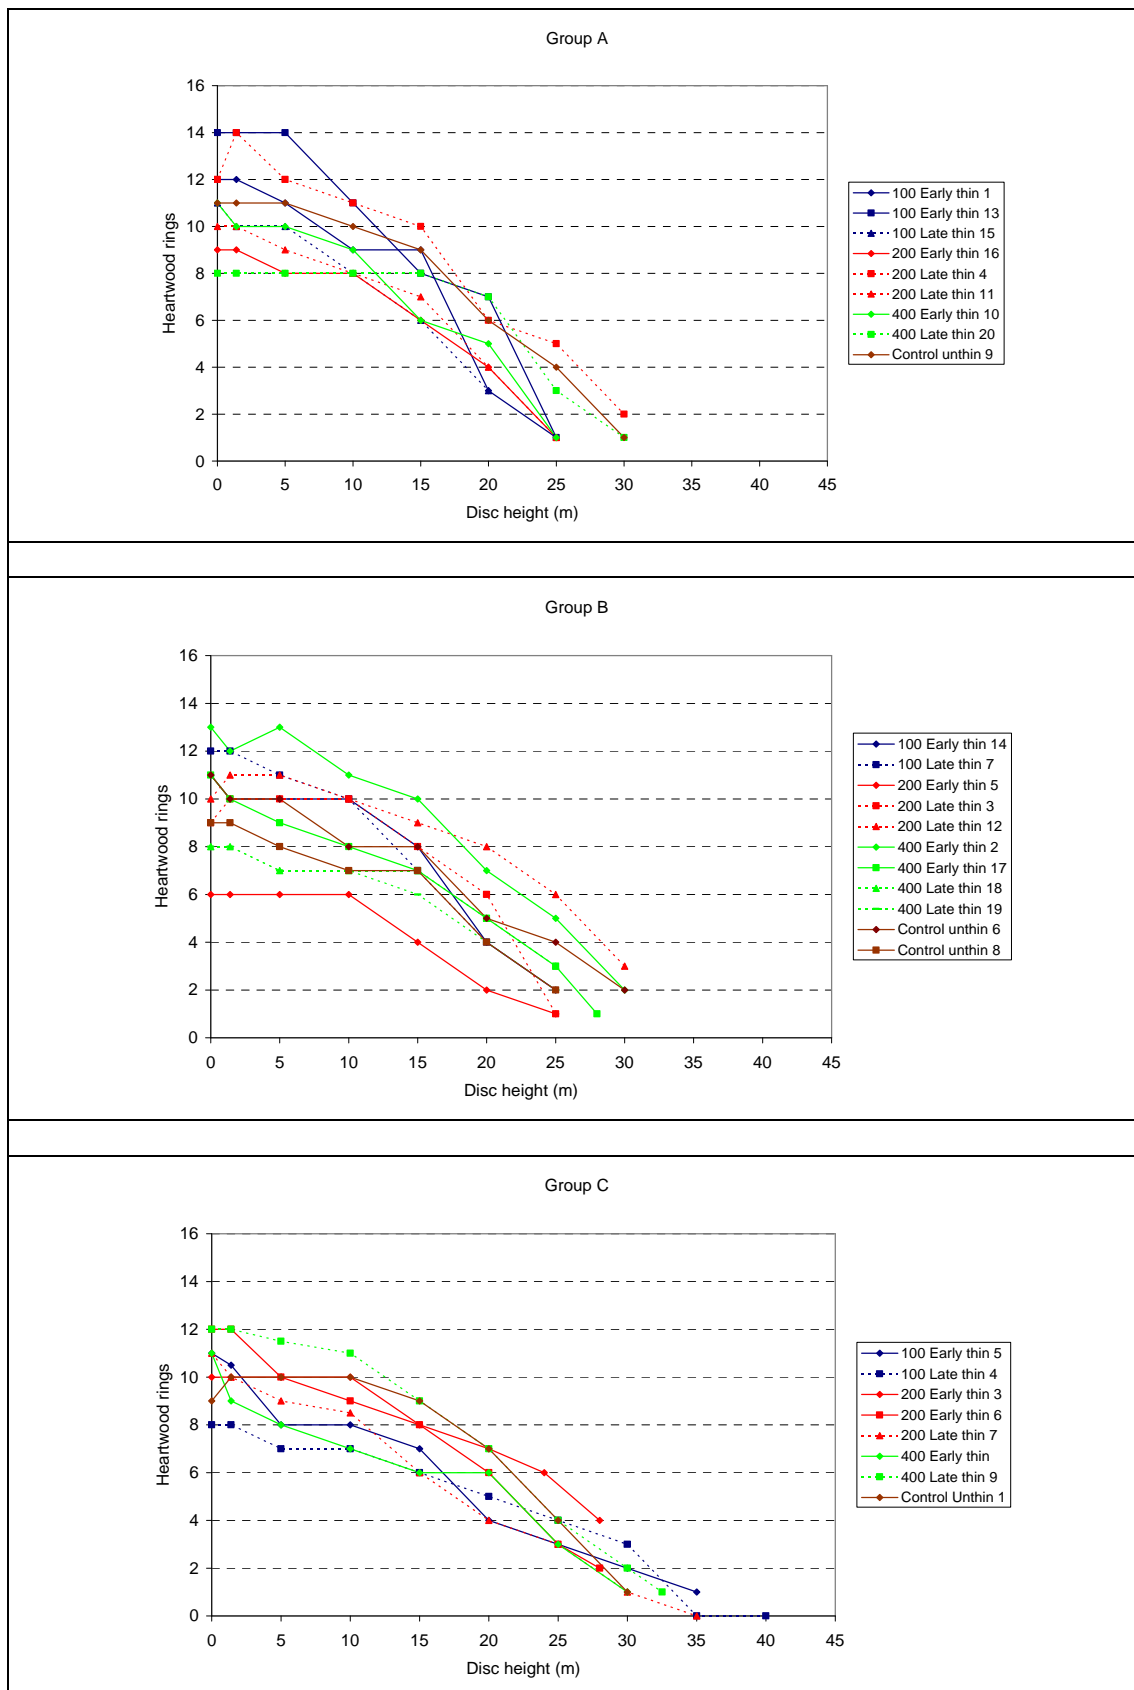 Group A
16
14
12
10
8
6
4
2
0
Heartwood rings
0 5 10 15 20 25 30 35 40 45
Disc height (m)
100 Early thin 1
100 Early thin 13
100 Late thin 15
200 Early thin 16
200 Late thin 4
200 Late thin 11
400 Early thin 10
400 Late thin 20
Control unthin 9
Group B
16
14
12
10
8
6
4
2
0
Heartwood rings
0 5 10 15 20 25 30 35 40 45
Disc height (m)
100 Early thin 14
100 Late thin 7
200 Early thin 5
200 Late thin 3
200 Late thin 12
400 Early thin 2
400 Early thin 17
400 Late thin 18
400 Late thin 19
Control unthin 6
Control unthin 8
Group C
16
14
12
10
8
6
4
2
0
Heartwood rings
0 5 10 15 20 25 30 35 40 45
Disc height (m)
100 Early thin 5
100 Late thin 4
200 Early thin 3
200 Early thin 6
200 Late thin 7
400 Early thin
400 Late thin 9
Control Unthin 1